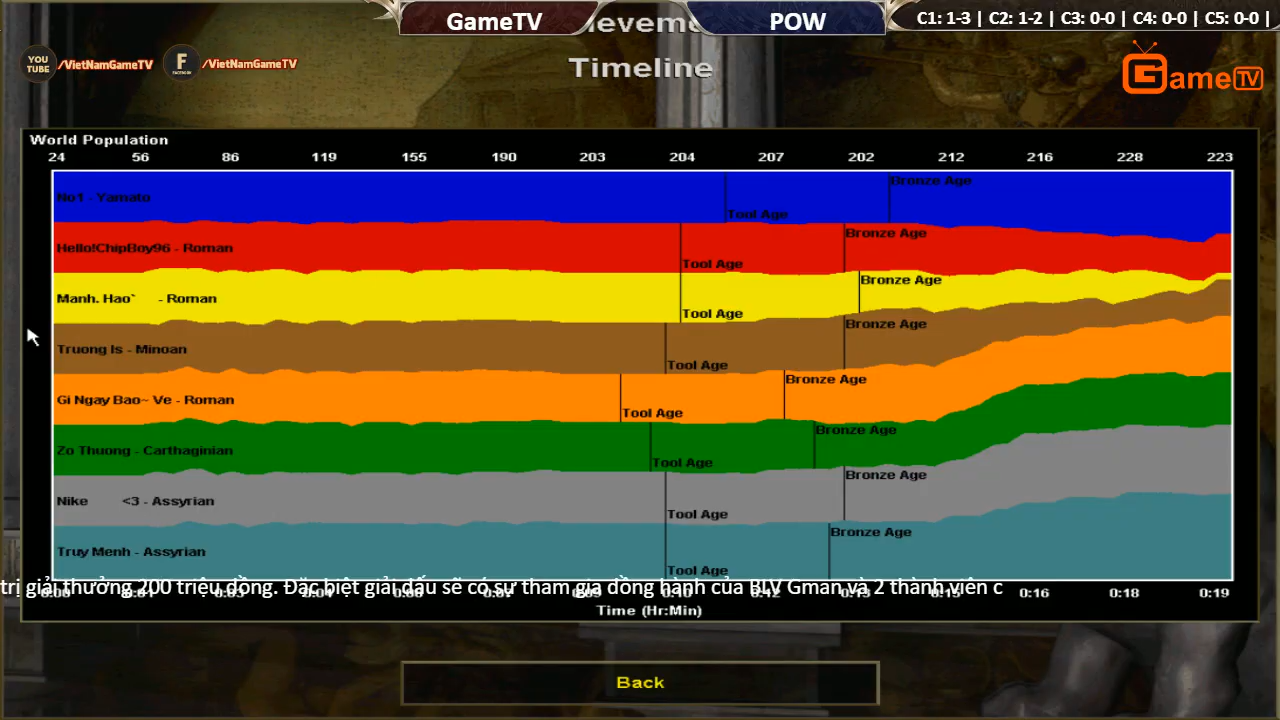 GameTV
POW
C1: 1-3 | C2: 1-2 | C3: 0-0 | C4: 0-0 | C5: 0-0 |
ieveme
Timeline
YOU TUBE /VietNamGameTV
F FACEBOOK /VietNamGameTV
GameTV
World Population
24 56 86 119 155 190 203 204 207 202 212 216 228 223
No1 - Yamato
Tool Age
Bronze Age
Hello!ChipBoy96 - Roman
Tool Age
Bronze Age
Manh. Hao` - Roman
Tool Age
Bronze Age
Truong Is - Minoan
Tool Age
Bronze Age
Gi Ngay Bao~ Ve - Roman
Tool Age
Bronze Age
Zo Thuong - Carthaginian
Tool Age
Bronze Age
Nike <3 - Assyrian
Tool Age
Bronze Age
Truy Menh - Assyrian
Tool Age
Bronze Age
trị giải thưởng 200 triệu đồng. Đặc biệt giải đấu sẽ có sự tham gia đồng hành của BLV Gman và 2 thành viên c
0:16 0:18 0:19
Time (Hr:Min)
Back